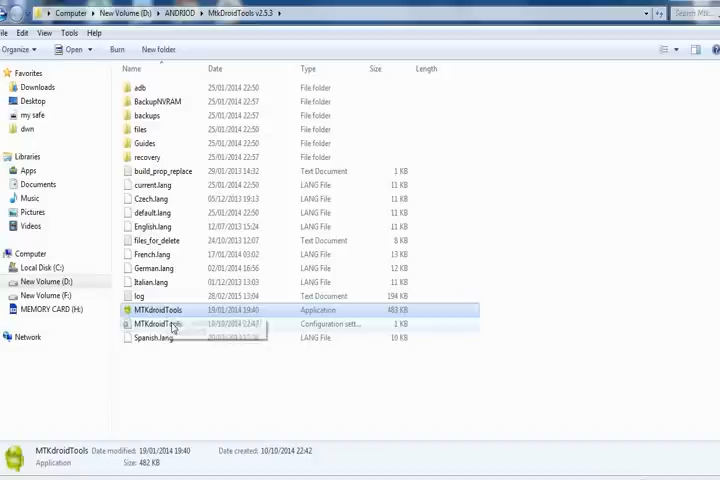 Computer ▸ New Volume (D:) ▸ ANDRIOD ▸ MtkDroidTools v2.5.3 ▸
Search Mtk...
File Edit View Tools Help
Organize Open Burn New folder
Name Date Type Size Length
Favorites
Downloads
Desktop
my safe
dwn
Libraries
Apps
Documents
Music
Pictures
Videos
Computer
Local Disk (C:)
New Volume (D:)
New Volume (F:)
MEMORY CARD (H:)
Network
adb 25/01/2014 22:50 File folder
BackupNVRAM 25/01/2014 22:57 File folder
backups 25/01/2014 22:57 File folder
files 25/01/2014 22:50 File folder
Guides 25/01/2014 22:50 File folder
recovery 25/01/2014 22:57 File folder
build_prop_replace 29/01/2013 14:32 Text Document 1 KB
current.lang 25/01/2014 22:50 LANG File 11 KB
Czech.lang 05/12/2013 19:13 LANG File 11 KB
default.lang 25/01/2014 22:50 LANG File 11 KB
English.lang 12/07/2013 15:24 LANG File 11 KB
files_for_delete 24/10/2013 12:07 Text Document 8 KB
French.lang 17/01/2014 03:02 LANG File 13 KB
German.lang 02/01/2014 16:56 LANG File 12 KB
Italian.lang 01/12/2013 13:03 LANG File 11 KB
log 28/02/2015 13:04 Text Document 194 KB
MTKdroidTools 19/01/2014 19:40 Application 483 KB
MTKdroidTools Configuration sett... 1 KB
Spanish.lang LANG File 10 KB
MTKdroidTools Date modified: 19/01/2014 19:40 Date created: 10/10/2014 22:42
Application Size: 482 KB